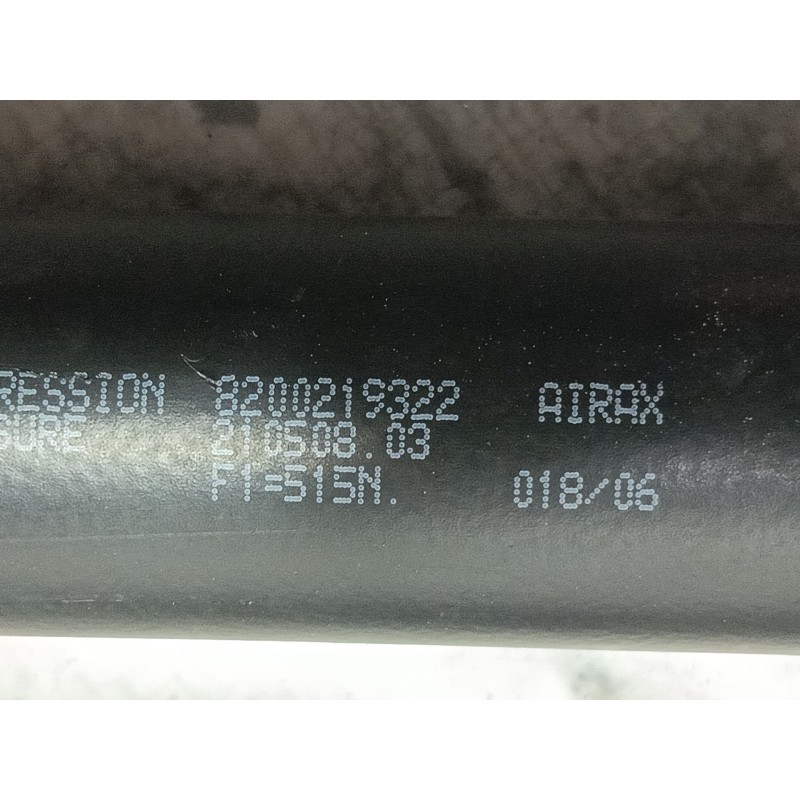 RESSION 8200219322 AIRAX
SURE 210508.03
F1=515N. 018/06